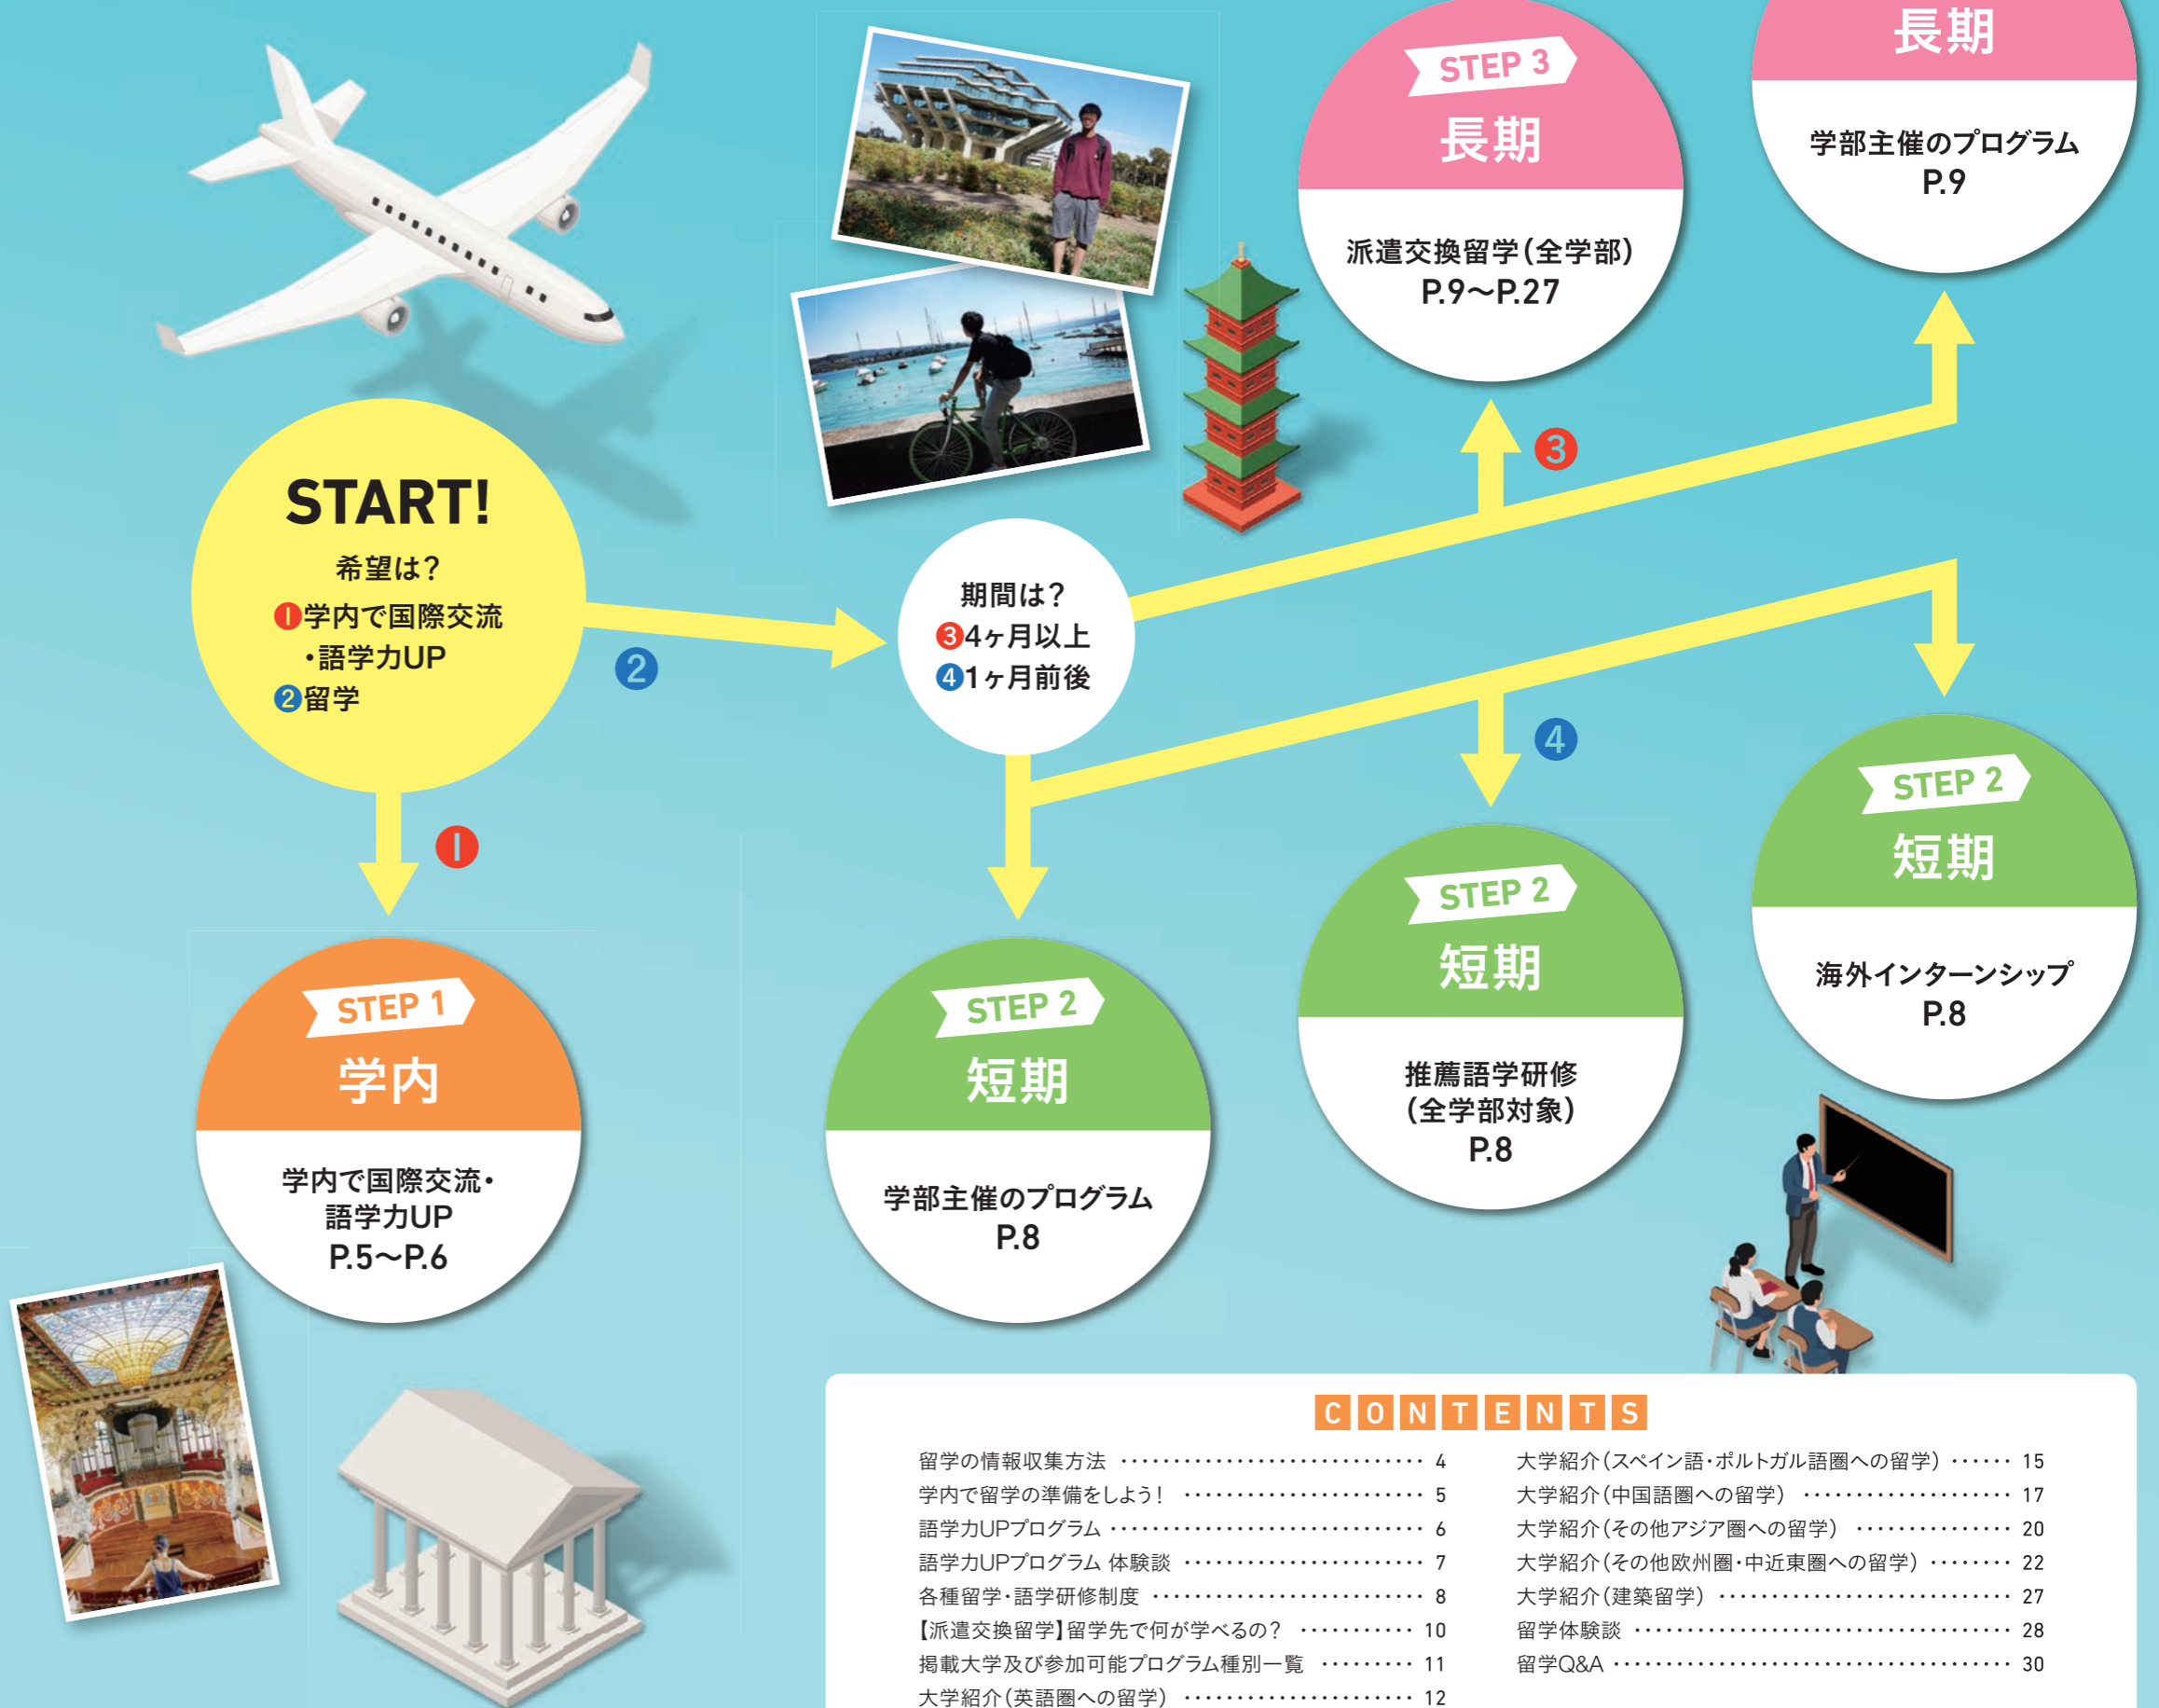 START!
希望は?
❶学内で国際交流
・語学力UP
❷留学
❷
❶
期間は?
❸4ヶ月以上
❹1ヶ月前後
❸
❹
STEP 3
長期
派遣交換留学(全学部)
P.9〜P.27
長期
学部主催のプログラム
P.9
STEP 1
学内
学内で国際交流・
語学力UP
P.5〜P.6
STEP 2
短期
学部主催のプログラム
P.8
STEP 2
短期
推薦語学研修
(全学部対象)
P.8
STEP 2
短期
海外インターンシップ
P.8
CONTENTS
留学の情報収集方法 ・・・・・・・・・・・・・・・・・・・・・・・・・・・・・ 4
学内で留学の準備をしよう! ・・・・・・・・・・・・・・・・・・・・・・・ 5
語学力UPプログラム ・・・・・・・・・・・・・・・・・・・・・・・・・・・・・・ 6
語学力UPプログラム 体験談 ・・・・・・・・・・・・・・・・・・・・・・・ 7
各種留学・語学研修制度 ・・・・・・・・・・・・・・・・・・・・・・・・・・ 8
【派遣交換留学】留学先で何が学べるの? ・・・・・・・・・・・ 10
掲載大学及び参加可能プログラム種別一覧 ・・・・・・・・・ 11
大学紹介(英語圏への留学) ・・・・・・・・・・・・・・・・・・・・・・ 12
大学紹介(スペイン語・ポルトガル語圏への留学) ・・・・・・ 15
大学紹介(中国語圏への留学) ・・・・・・・・・・・・・・・・・・・・ 17
大学紹介(その他アジア圏への留学) ・・・・・・・・・・・・・・・ 20
大学紹介(その他欧州圏・中近東圏への留学) ・・・・・・・・ 22
大学紹介(建築留学) ・・・・・・・・・・・・・・・・・・・・・・・・・・・・ 27
留学体験談 ・・・・・・・・・・・・・・・・・・・・・・・・・・・・・・・・・・・・ 28
留学Q&A ・・・・・・・・・・・・・・・・・・・・・・・・・・・・・・・・・・・・・・ 30